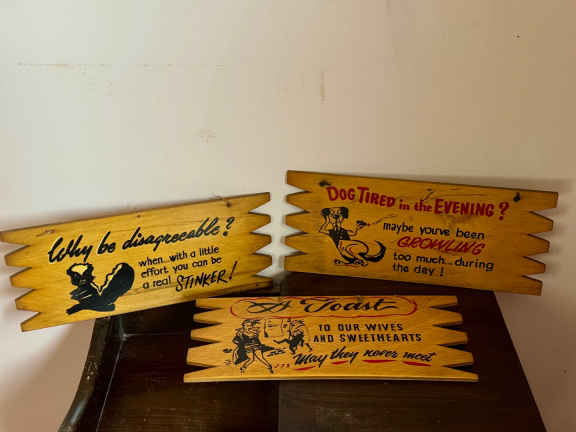 Why be disagreeable?
when...with a little
effort you can be
a real STINKER!
DOG TIRED in the EVENING?
maybe you've been
GROWLING
too much...during
the day!
A Toast
TO OUR WIVES
AND SWEETHEARTS
May they never meet